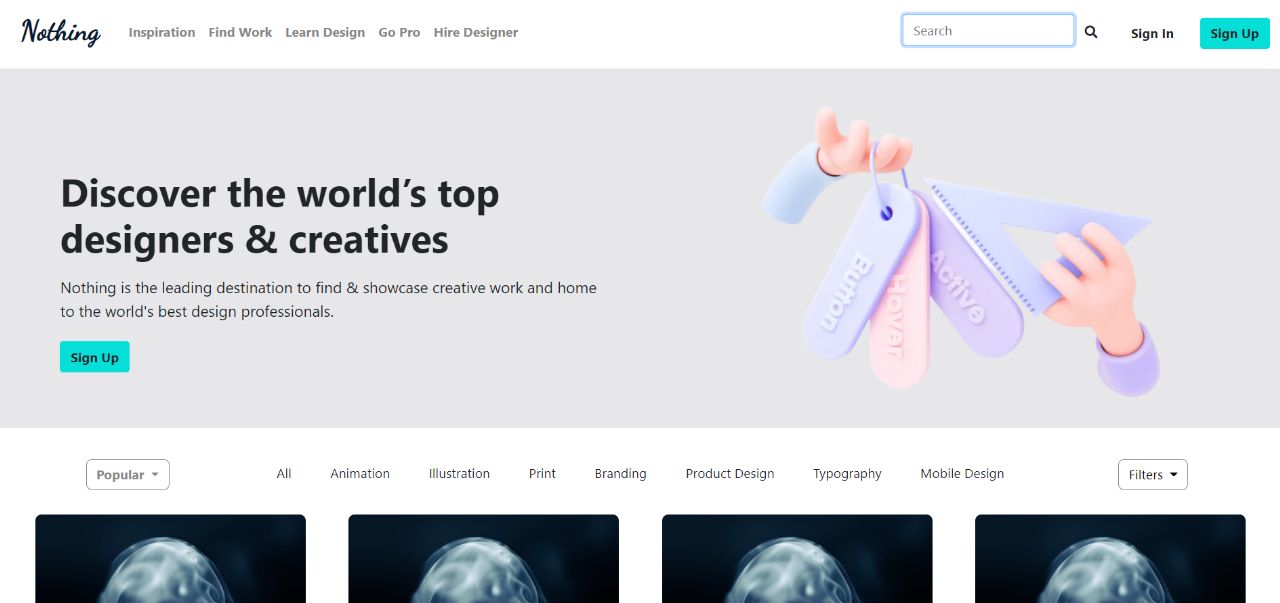 Nothing Inspiration Find Work Learn Design Go Pro Hire Designer Search Sign In Sign Up
Discover the world’s top
designers & creatives
Nothing is the leading destination to find & showcase creative work and home
to the world's best design professionals.
Sign Up
Button
Hover
Active
Popular All Animation Illustration Print Branding Product Design Typography Mobile Design Filters